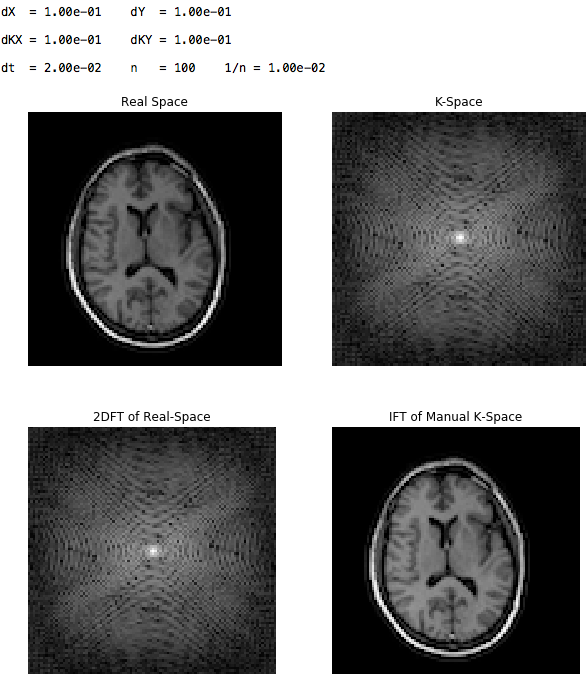 dX = 1.00e-01 dY = 1.00e-01
dKX = 1.00e-01 dKY = 1.00e-01
dt = 2.00e-02 n = 100 1/n = 1.00e-02
Real Space
K-Space
2DFT of Real-Space
IFT of Manual K-Space